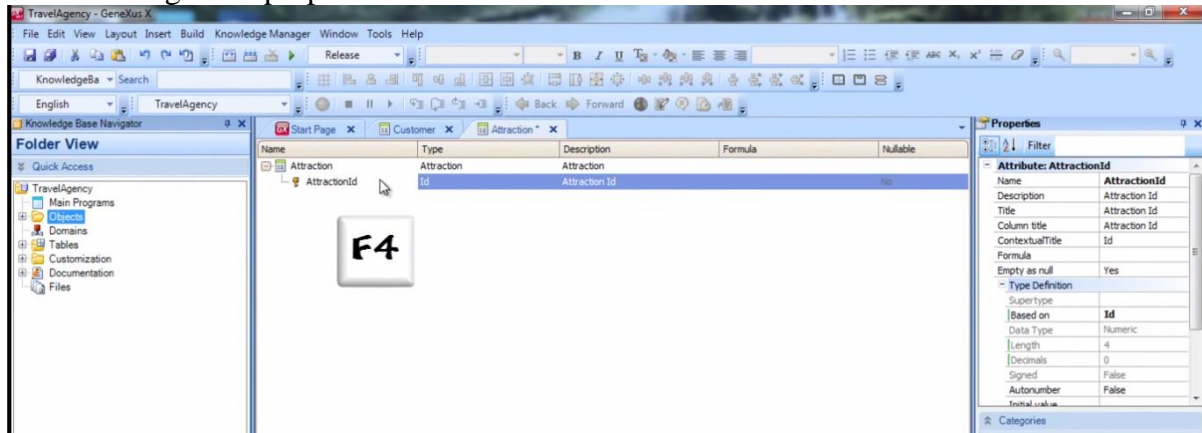 TravelAgency - GeneXus X
File Edit View Layout Insert Build Knowledge Manager Window Tools Help
Release
B I U
ABC
KnowledgeBa Search
English TravelAgency Back Forward
Knowledge Base Navigator
Folder View
Quick Access
TravelAgency
Main Programs
Objects
Domains
Tables
Customization
Documentation
Files
Start Page Customer Attraction *
Name Type Description Formula Nullable
Attraction Attraction Attraction
AttractionId Id Attraction Id No
F4
Properties
Filter
Attribute: AttractionId
Name AttractionId
Description Attraction Id
Title Attraction Id
Column title Attraction Id
ContextualTitle Id
Formula
Empty as null Yes
Type Definition
Supertype
Based on Id
Data Type Numeric
Length 4
Decimals 0
Signed False
Autonumber False
Initial value
Categories